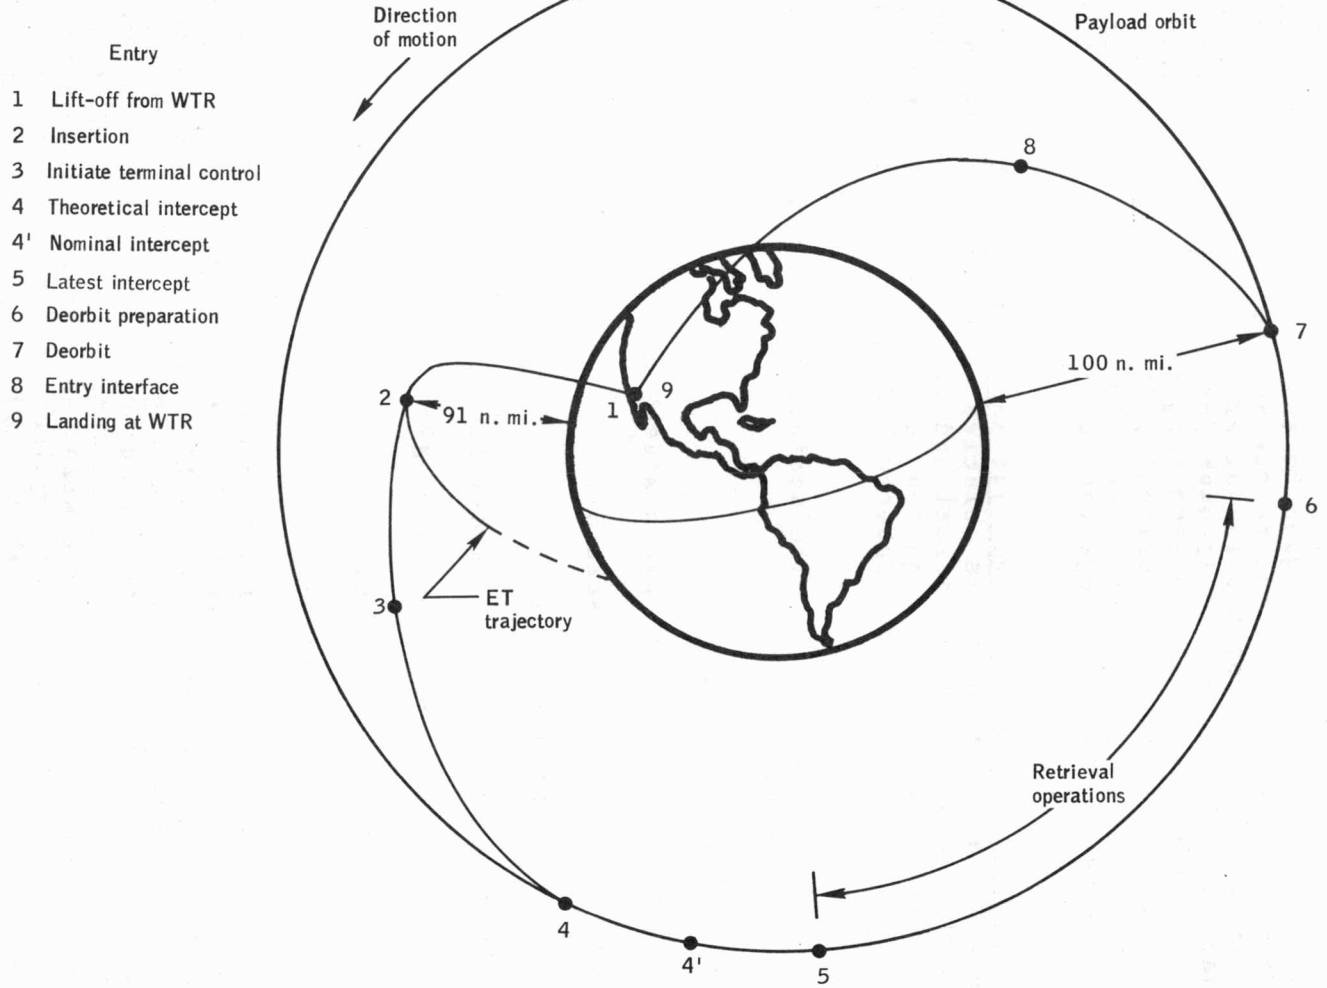 Direction
of motion
Payload orbit
Entry
1 Lift-off from WTR
2 Insertion
3 Initiate terminal control
4 Theoretical intercept
4' Nominal intercept
5 Latest intercept
6 Deorbit preparation
7 Deorbit
8 Entry interface
9 Landing at WTR
8
7
100 n. mi.
2
91 n. mi.
1
9
6
3
ET
trajectory
Retrieval
operations
4
4'
5